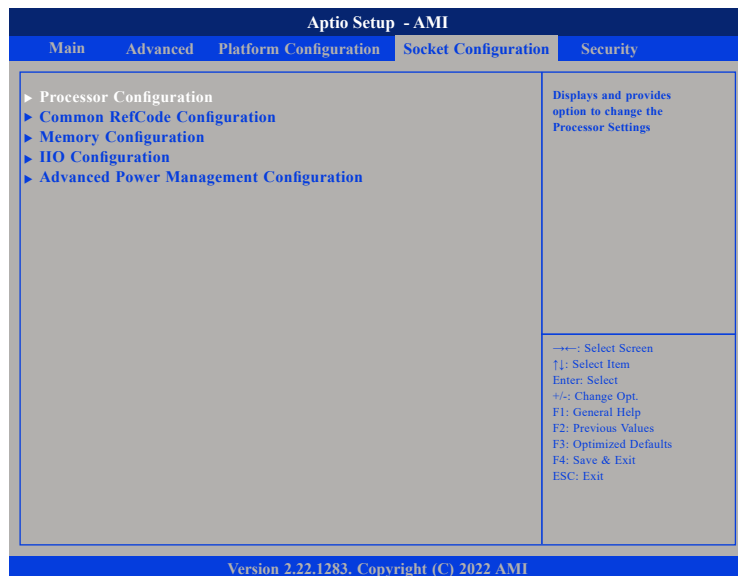 Aptio Setup - AMI
Main Advanced Platform Configuration Socket Configuration Security
▶ Processor Configuration
▶ Common RefCode Configuration
▶ Memory Configuration
▶ IIO Configuration
▶ Advanced Power Management Configuration
Displays and provides
option to change the
Processor Settings
→←: Select Screen
↑↓: Select Item
Enter: Select
+/-: Change Opt.
F1: General Help
F2: Previous Values
F3: Optimized Defaults
F4: Save & Exit
ESC: Exit
Version 2.22.1283. Copyright (C) 2022 AMI